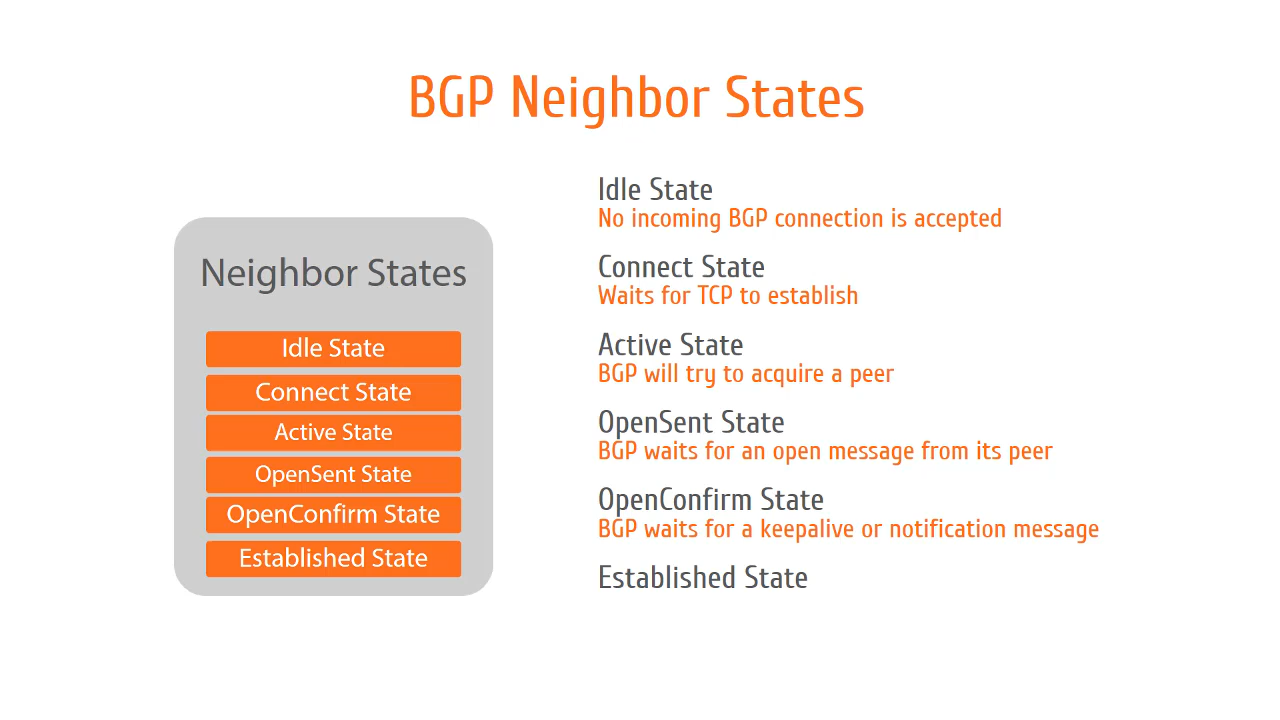 BGP Neighbor States
Neighbor States
Idle State
Connect State
Active State
OpenSent State
OpenConfirm State
Established State
Idle State
No incoming BGP connection is accepted
Connect State
Waits for TCP to establish
Active State
BGP will try to acquire a peer
OpenSent State
BGP waits for an open message from its peer
OpenConfirm State
BGP waits for a keepalive or notification message
Established State